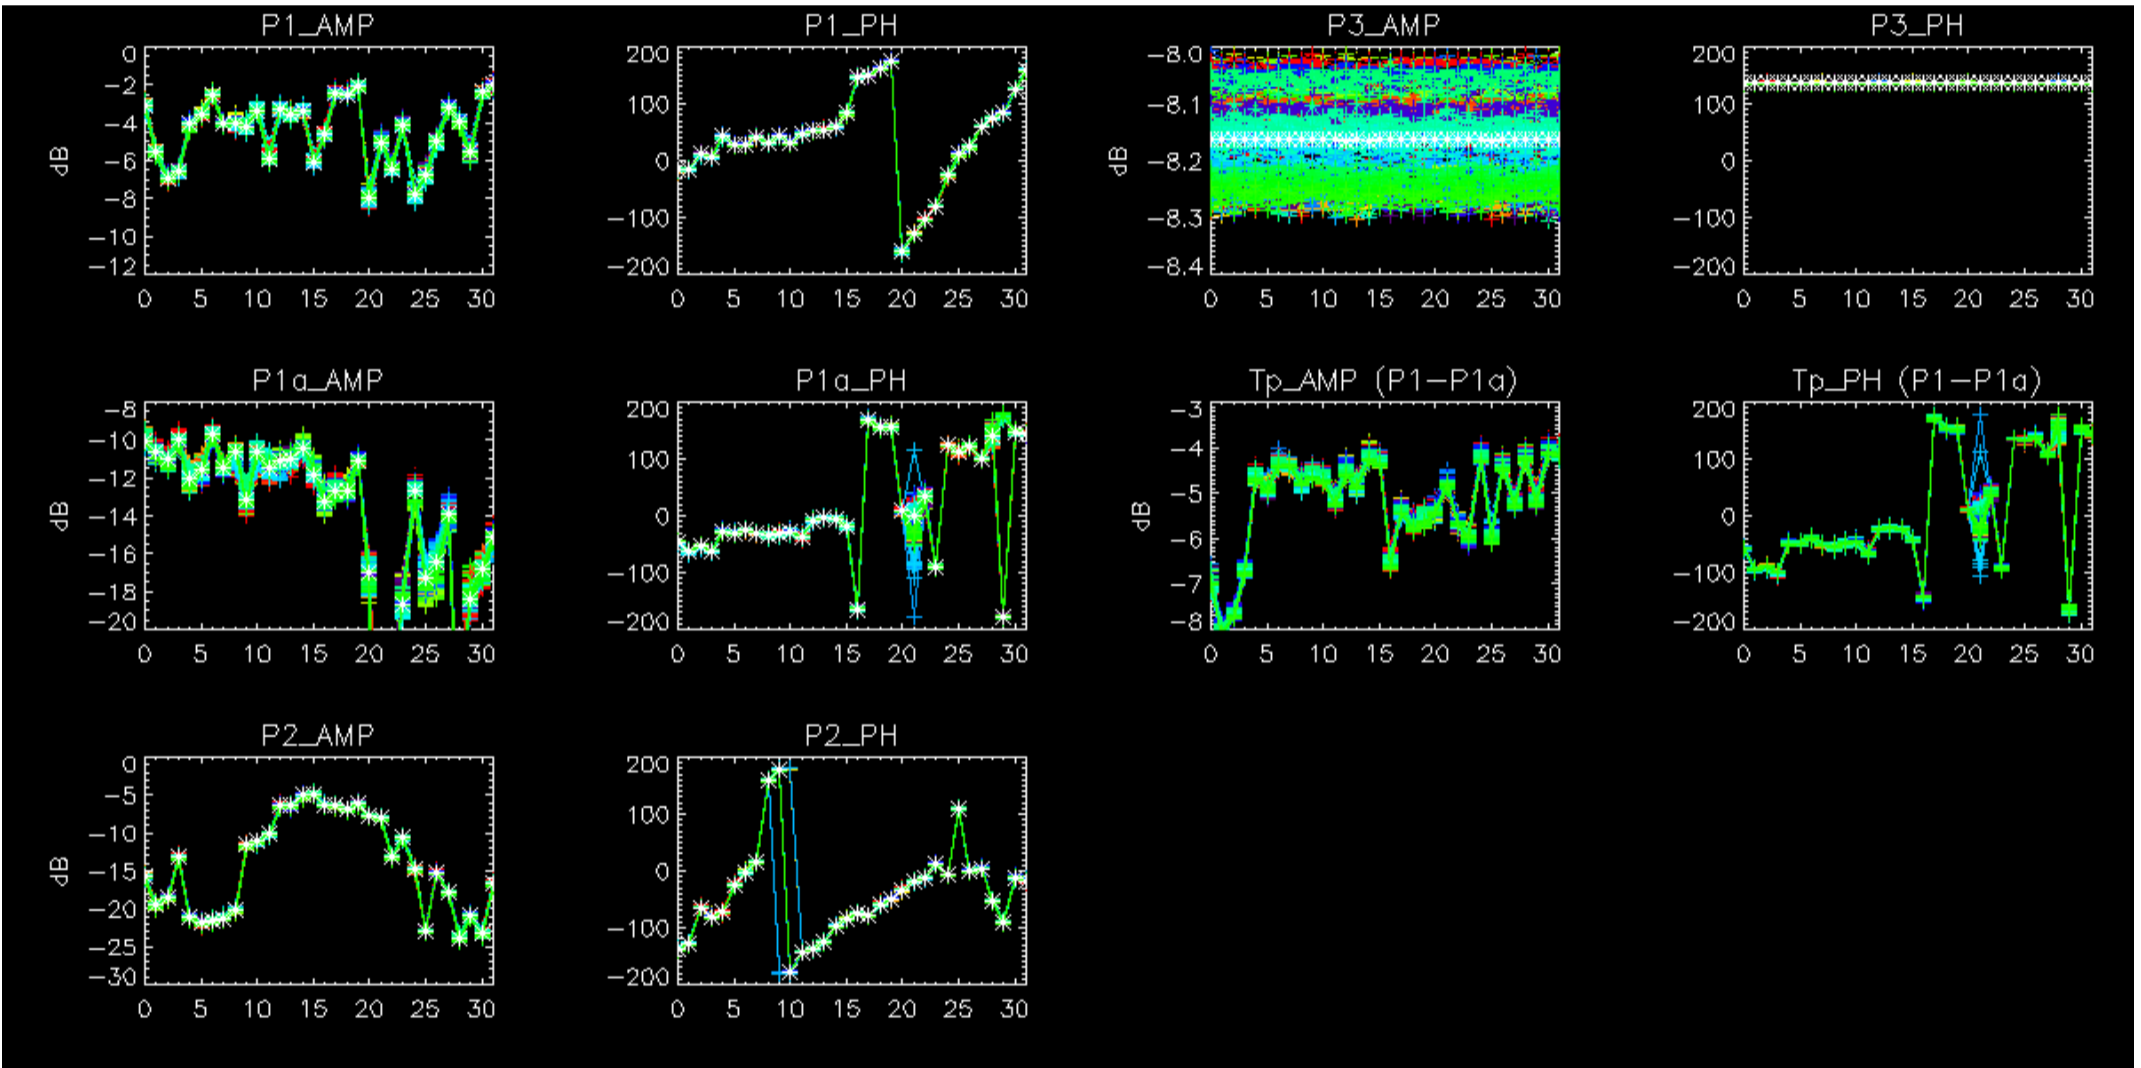 P1_AMP
0
−2
−4
−6
−8
−10
−12
dB
0 5 10 15 20 25 30
P1_PH
200
100
0
−100
−200
0 5 10 15 20 25 30
P3_AMP
−8.0
−8.1
−8.2
−8.3
−8.4
dB
0 5 10 15 20 25 30
P3_PH
200
100
0
−100
−200
0 5 10 15 20 25 30
P1a_AMP
−8
−10
−12
−14
−16
−18
−20
dB
0 5 10 15 20 25 30
P1a_PH
200
100
0
−100
−200
0 5 10 15 20 25 30
Tp_AMP (P1−P1a)
−3
−4
−5
−6
−7
−8
dB
0 5 10 15 20 25 30
Tp_PH (P1−P1a)
200
100
0
−100
−200
0 5 10 15 20 25 30
P2_AMP
0
−5
−10
−15
−20
−25
−30
dB
0 5 10 15 20 25 30
P2_PH
200
100
0
−100
−200
0 5 10 15 20 25 30